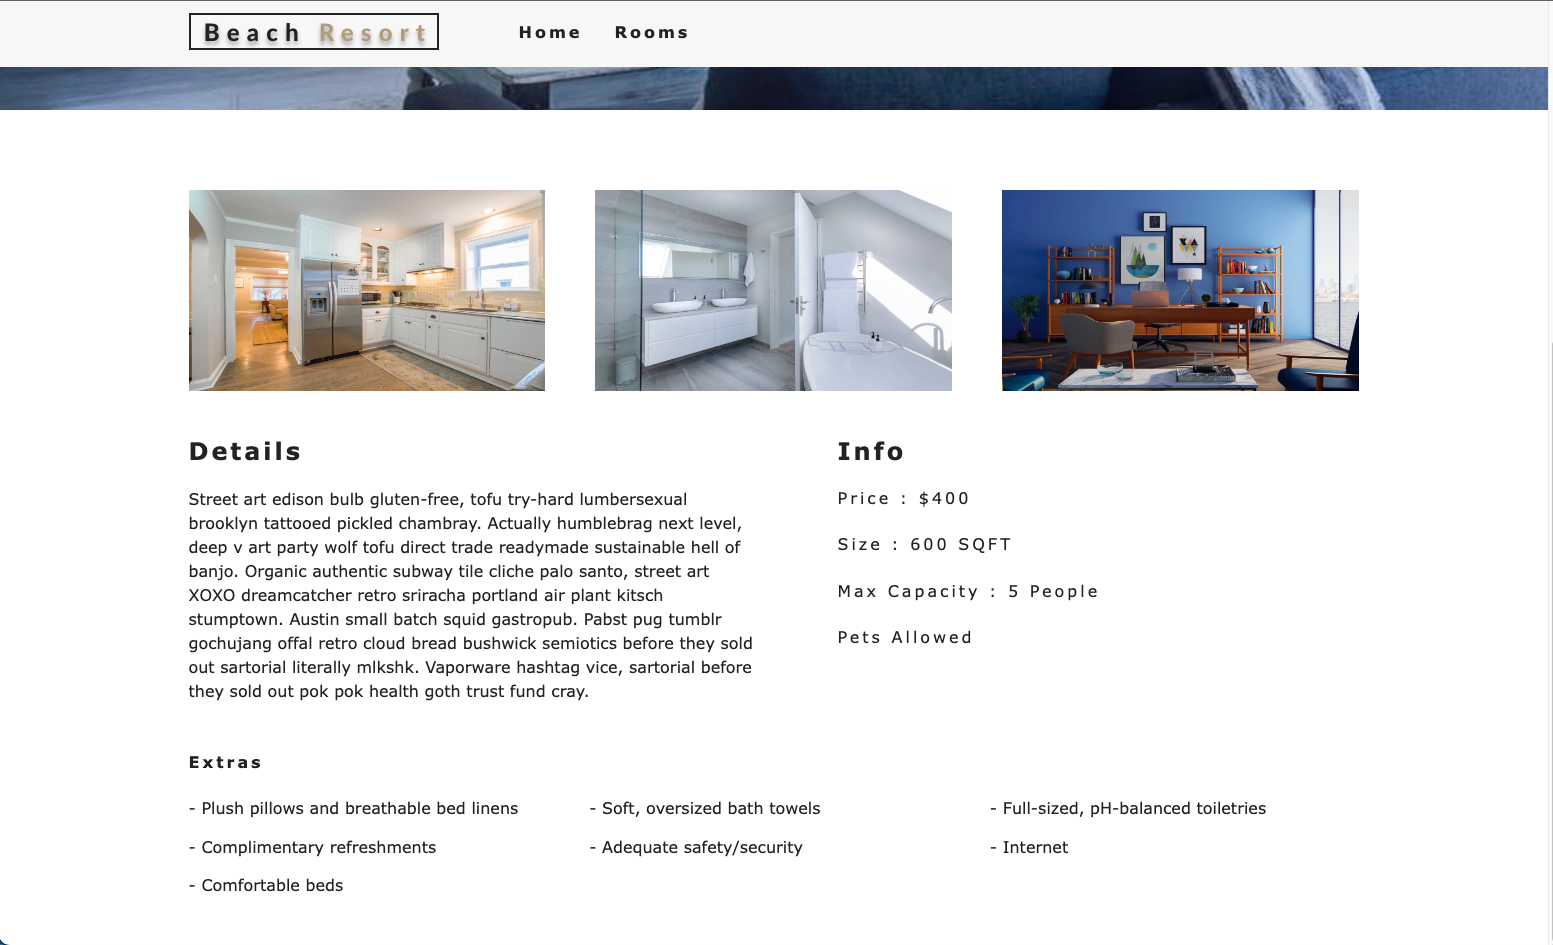 Beach Resort
Home
Rooms
Details
Street art edison bulb gluten-free, tofu try-hard lumbersexual
brooklyn tattooed pickled chambray. Actually humblebrag next level,
deep v art party wolf tofu direct trade readymade sustainable hell of
banjo. Organic authentic subway tile cliche palo santo, street art
XOXO dreamcatcher retro sriracha portland air plant kitsch
stumptown. Austin small batch squid gastropub. Pabst pug tumblr
gochujang offal retro cloud bread bushwick semiotics before they sold
out sartorial literally mlkshk. Vaporware hashtag vice, sartorial before
they sold out pok pok health goth trust fund cray.
Info
Price : $400
Size : 600 SQFT
Max Capacity : 5 People
Pets Allowed
Extras
- Plush pillows and breathable bed linens
- Soft, oversized bath towels
- Full-sized, pH-balanced toiletries
- Complimentary refreshments
- Adequate safety/security
- Internet
- Comfortable beds